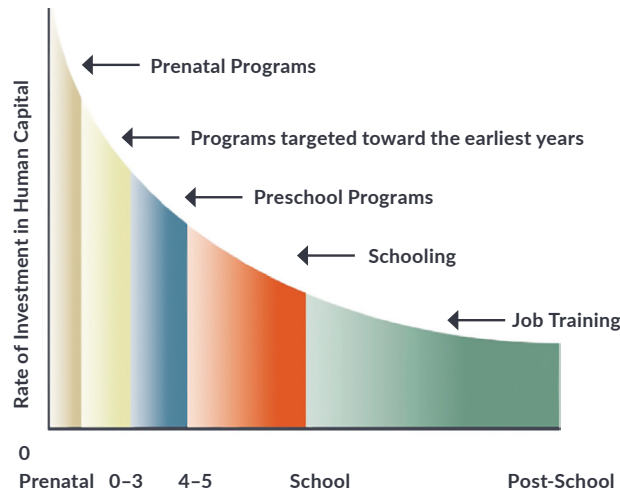 Prenatal Programs
Programs targeted toward the earliest years
Preschool Programs
Schooling
Job Training
Rate of Investment in Human Capital
0
Prenatal 0–3 4–5 School Post-School